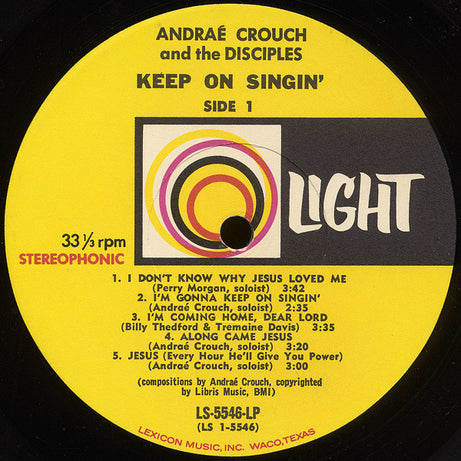 ANDRAÉ CROUCH
and the DISCIPLES
KEEP ON SINGIN'
SIDE 1
LIGHT
33 ⅓ rpm
STEREOPHONIC
1. I DON'T KNOW WHY JESUS LOVED ME
(Perry Morgan, soloist) 3:42
2. I'M GONNA KEEP ON SINGIN'
(Andraé Crouch, soloist) 2:35
3. I'M COMING HOME, DEAR LORD
(Billy Thedford & Tremaine Davis) 3:35
4. ALONG CAME JESUS
(Andraé Crouch, soloist) 3:20
5. JESUS (Every Hour He'll Give You Power)
(Andraé Crouch, soloist) 3:00
(compositions by Andraé Crouch, copyrighted
by Libris Music, BMI)
LS-5546-LP
(LS 1-5546)
LEXICON MUSIC, INC. WACO, TEXAS